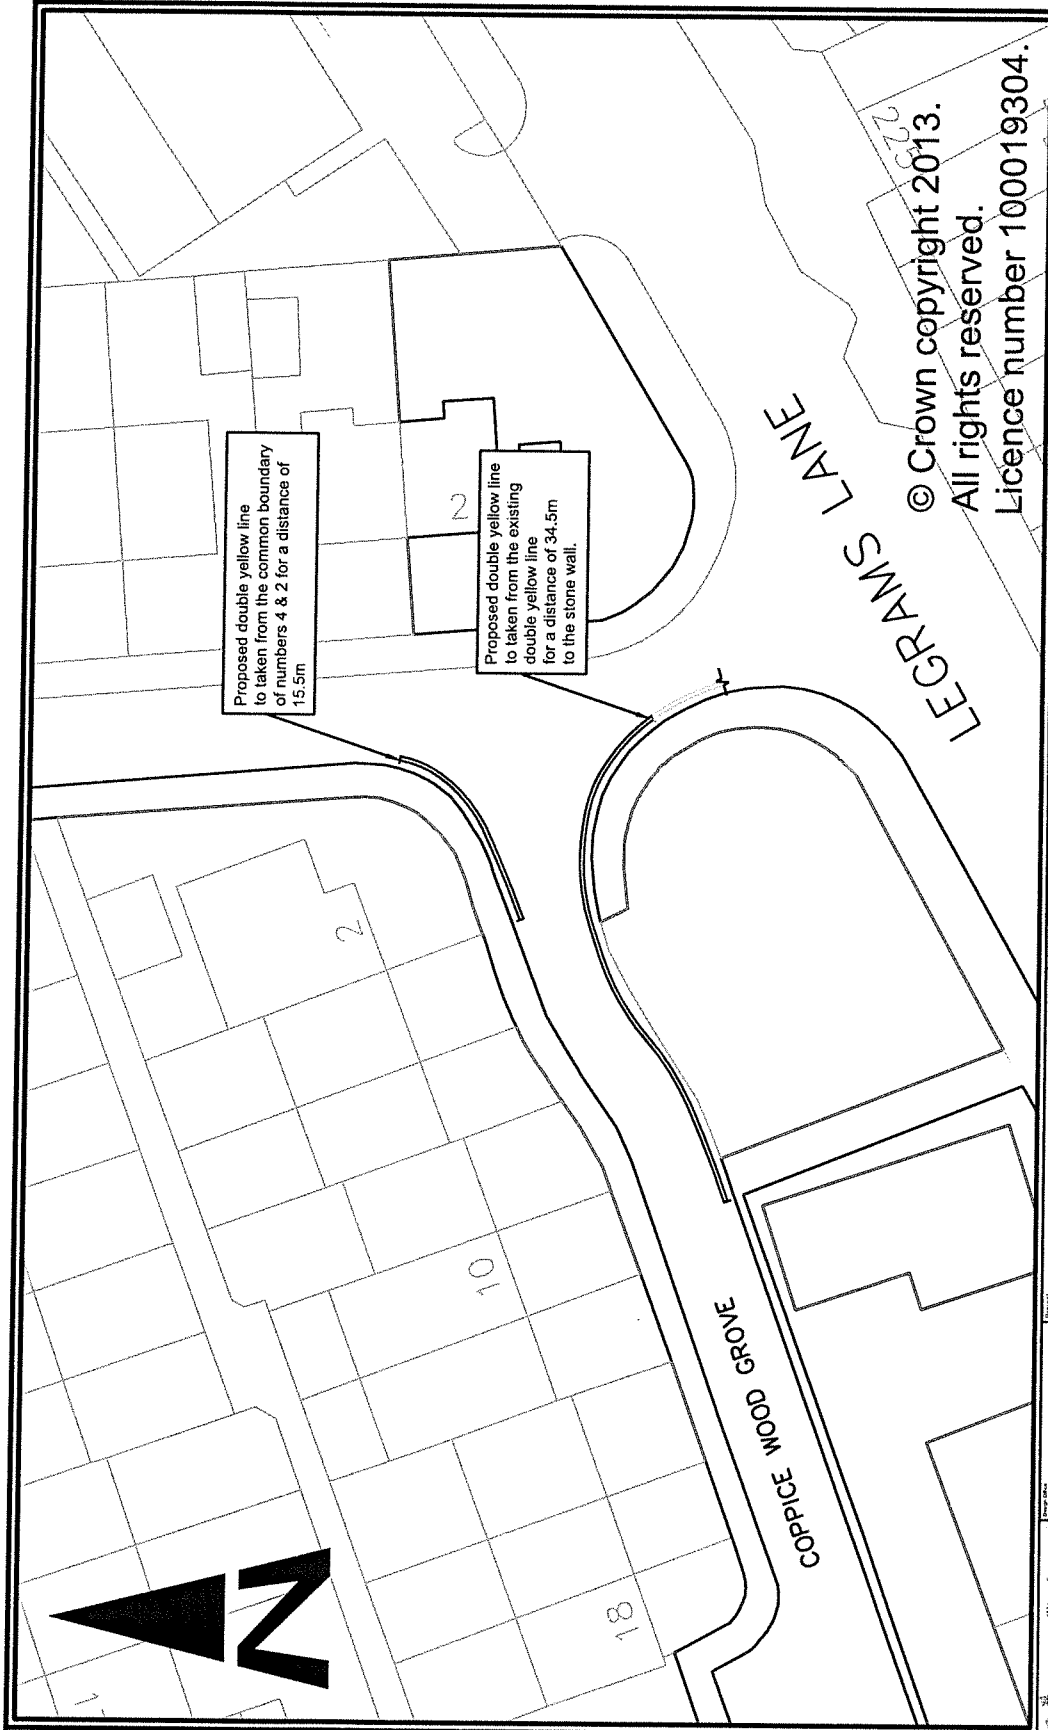 Proposed double yellow line
to taken from the common boundary
of numbers 4 & 2 for a distance of
15.5m
Proposed double yellow line
to taken from the existing
double yellow line
for a distance of 34.5m
to the stone wall.
2
2
10
18
1
225
COPPICE WOOD GROVE
LEGRAMS LANE
N
© Crown copyright 2013.
All rights reserved.
Licence number 100019304.